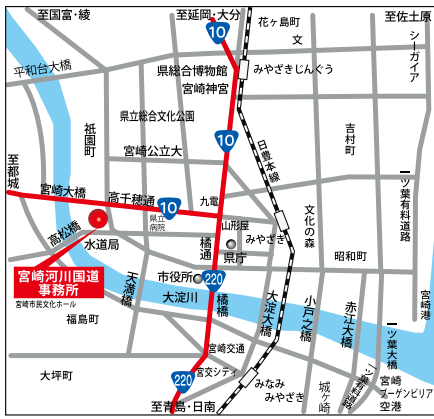 至国富・綾
至延岡・大分
花ヶ島町
至佐土原
文
シーガイア
10
平和台大橋
県総合博物館
宮崎神宮
みやざきじんぐう
県立総合文化公園
祇園町
10
日豊本線
吉村町
宮崎公立大
至都城
宮崎大橋
高千穂通
10
九電
一ツ葉有料道路
文化の森
県立
病院
山形屋
高松橋
水道局
橘通
県庁
みやざき
昭和町
宮崎河川国道
事務所
宮崎市民文化ホール
天満橋
市役所
220
大淀川
橘橋
大淀大橋
小戸之橋
赤江大橋
宮崎港
福島町
一ツ葉大橋
宮崎交通
大坪町
宮交シティ
220
みなみ
みやざき
城ヶ崎
一ツ葉有料道路
宮崎
ブーゲンビリア
空港
至青島・日南